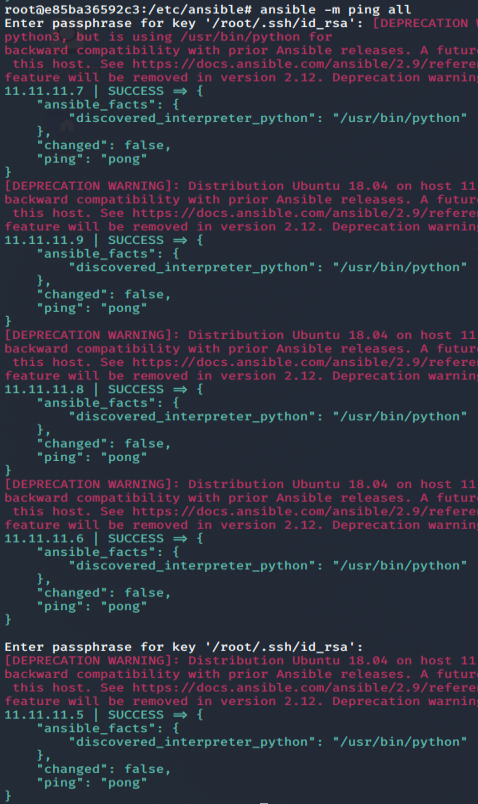 root@e85ba36592c3:/etc/ansible# ansible -m ping all
Enter passphrase for key '/root/.ssh/id_rsa': [DEPRECATION W
python3, but is using /usr/bin/python for
backward compatibility with prior Ansible releases. A future
 this host. See https://docs.ansible.com/ansible/2.9/refere
feature will be removed in version 2.12. Deprecation warning
11.11.11.7 | SUCCESS => {
    "ansible_facts": {
        "discovered_interpreter_python": "/usr/bin/python"
    },
    "changed": false,
    "ping": "pong"
}
[DEPRECATION WARNING]: Distribution Ubuntu 18.04 on host 11
backward compatibility with prior Ansible releases. A future
 this host. See https://docs.ansible.com/ansible/2.9/refere
feature will be removed in version 2.12. Deprecation warning
11.11.11.9 | SUCCESS => {
    "ansible_facts": {
        "discovered_interpreter_python": "/usr/bin/python"
    },
    "changed": false,
    "ping": "pong"
}
[DEPRECATION WARNING]: Distribution Ubuntu 18.04 on host 11
backward compatibility with prior Ansible releases. A future
 this host. See https://docs.ansible.com/ansible/2.9/refere
feature will be removed in version 2.12. Deprecation warning
11.11.11.8 | SUCCESS => {
    "ansible_facts": {
        "discovered_interpreter_python": "/usr/bin/python"
    },
    "changed": false,
    "ping": "pong"
}
[DEPRECATION WARNING]: Distribution Ubuntu 18.04 on host 11
backward compatibility with prior Ansible releases. A future
 this host. See https://docs.ansible.com/ansible/2.9/refere
feature will be removed in version 2.12. Deprecation warning
11.11.11.6 | SUCCESS => {
    "ansible_facts": {
        "discovered_interpreter_python": "/usr/bin/python"
    },
    "changed": false,
    "ping": "pong"
}
Enter passphrase for key '/root/.ssh/id_rsa':
[DEPRECATION WARNING]: Distribution Ubuntu 18.04 on host 11
backward compatibility with prior Ansible releases. A future
 this host. See https://docs.ansible.com/ansible/2.9/refere
feature will be removed in version 2.12. Deprecation warning
11.11.11.5 | SUCCESS => {
    "ansible_facts": {
        "discovered_interpreter_python": "/usr/bin/python"
    },
    "changed": false,
    "ping": "pong"
}